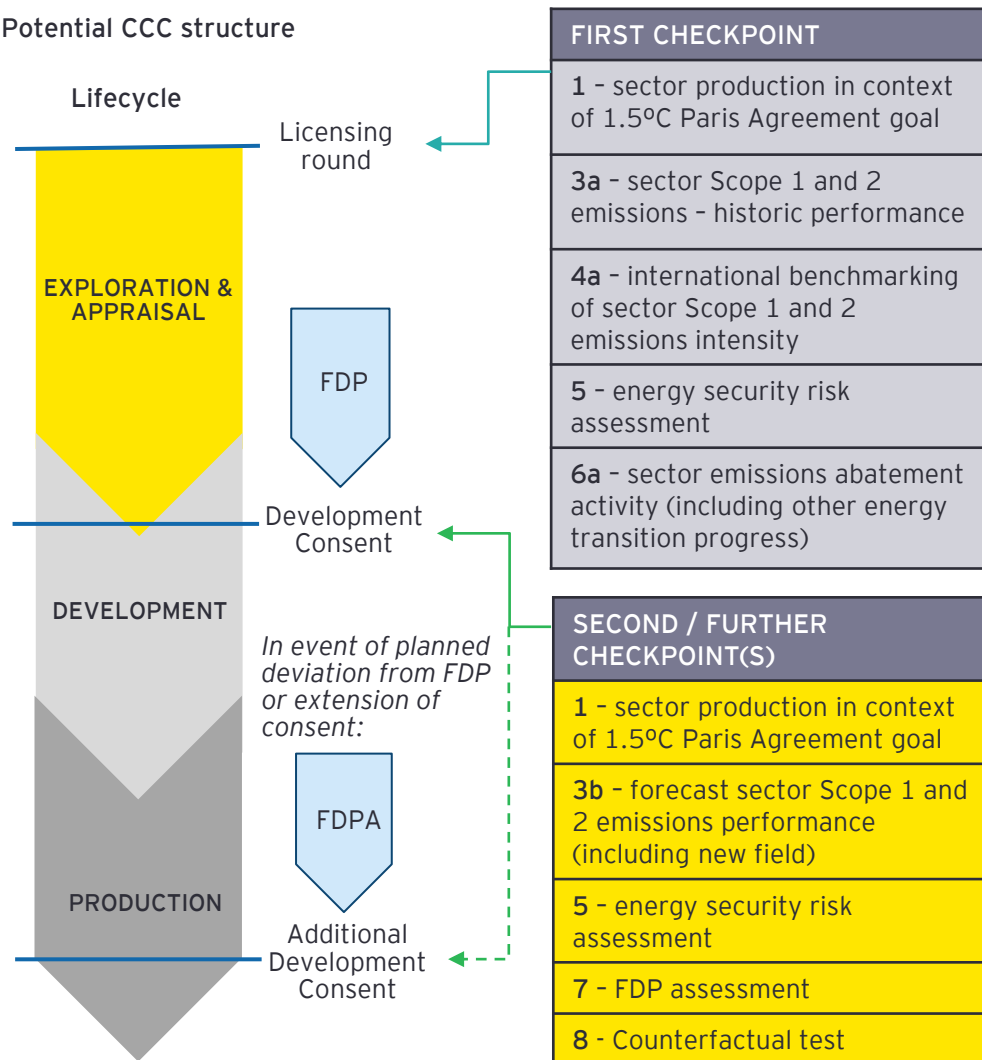 Potential CCC structure
Lifecycle
Licensing
round
EXPLORATION &
APPRAISAL
FDP
Development
Consent
DEVELOPMENT
In event of planned
deviation from FDP
or extension of
consent:
FDPA
PRODUCTION
Additional
Development
Consent
FIRST CHECKPOINT
1 – sector production in context
of 1.5ºC Paris Agreement goal
3a – sector Scope 1 and 2
emissions – historic performance
4a – international benchmarking
of sector Scope 1 and 2
emissions intensity
5 – energy security risk
assessment
6a – sector emissions abatement
activity (including other energy
transition progress)
SECOND / FURTHER
CHECKPOINT(S)
1 – sector production in context
of 1.5ºC Paris Agreement goal
3b – forecast sector Scope 1 and
2 emissions performance
(including new field)
5 – energy security risk
assessment
7 – FDP assessment
8 - Counterfactual test